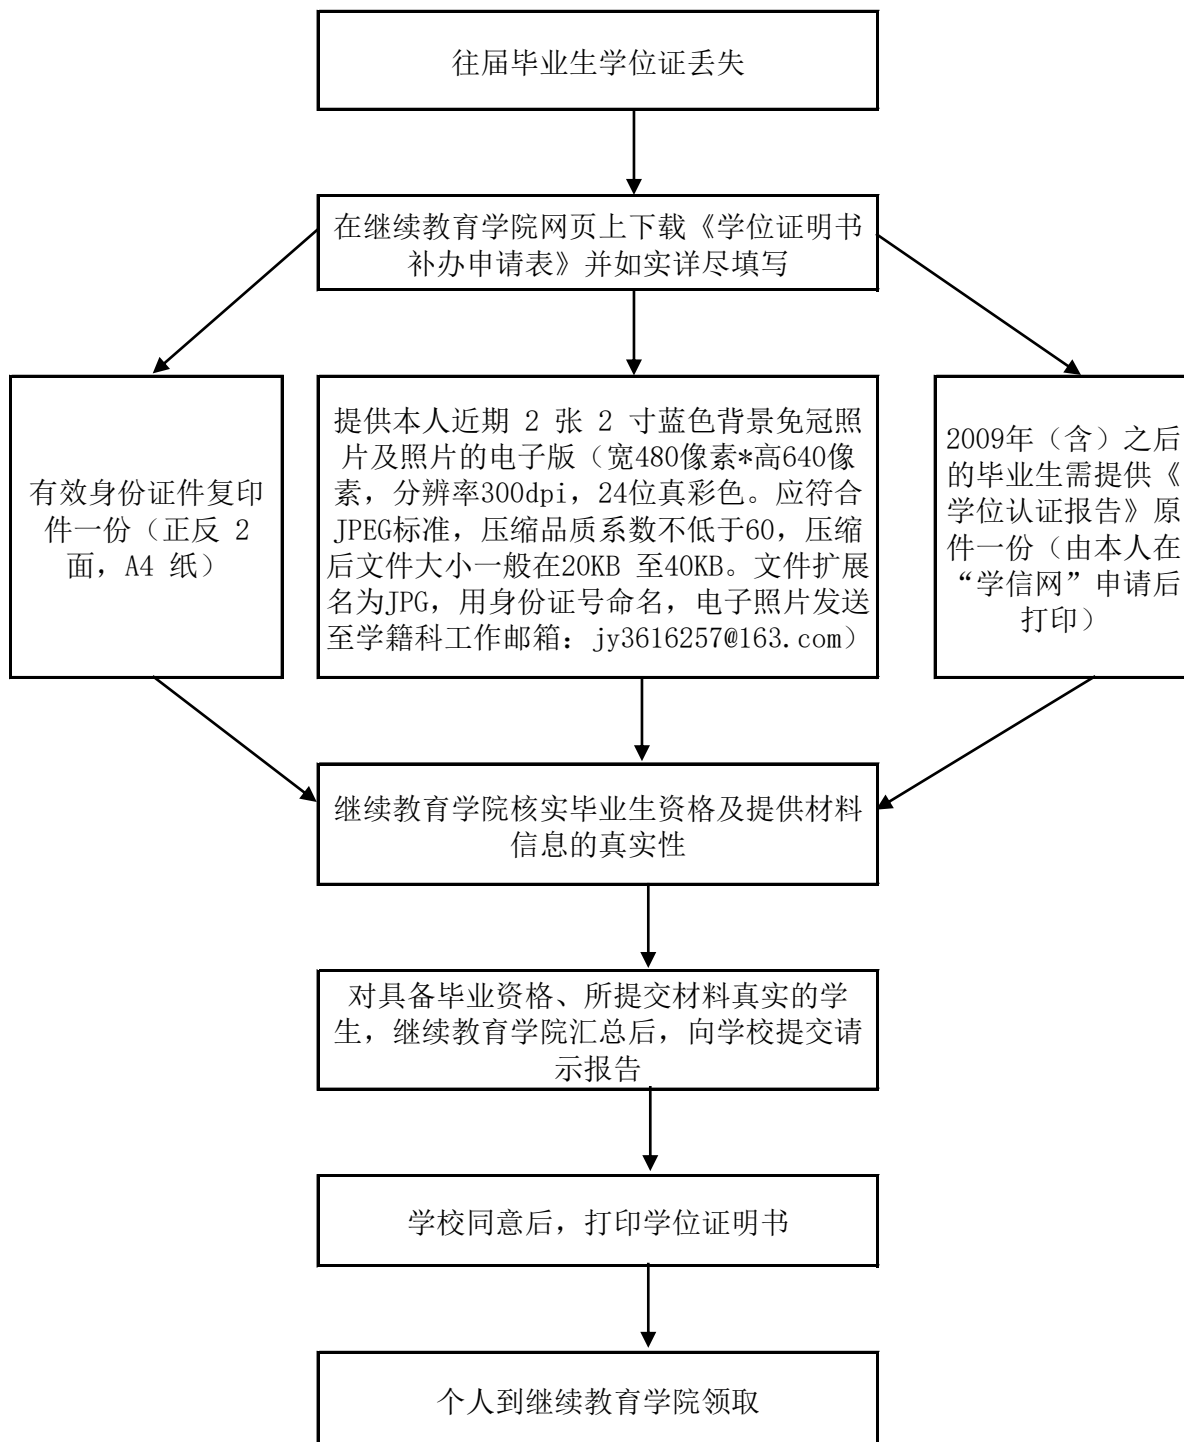 往届毕业生学位证丢失
在继续教育学院网页上下载《学位证明书
补办申请表》并如实详尽填写
有效身份证件复印
件一份（正反 2
面，A4 纸）
提供本人近期 2 张 2 寸蓝色背景免冠照
片及照片的电子版（宽480像素*高640像
素，分辨率300dpi，24位真彩色。应符合
JPEG标准，压缩品质系数不低于60，压缩
后文件大小一般在20KB 至40KB。文件扩展
名为JPG，用身份证号命名，电子照片发送
至学籍科工作邮箱：jy3616257@163.com）
2009年（含）之后
的毕业生需提供《
学位认证报告》原
件一份（由本人在
“学信网”申请后
打印）
继续教育学院核实毕业生资格及提供材料
信息的真实性
对具备毕业资格、所提交材料真实的学
生，继续教育学院汇总后，向学校提交请
示报告
学校同意后，打印学位证明书
个人到继续教育学院领取